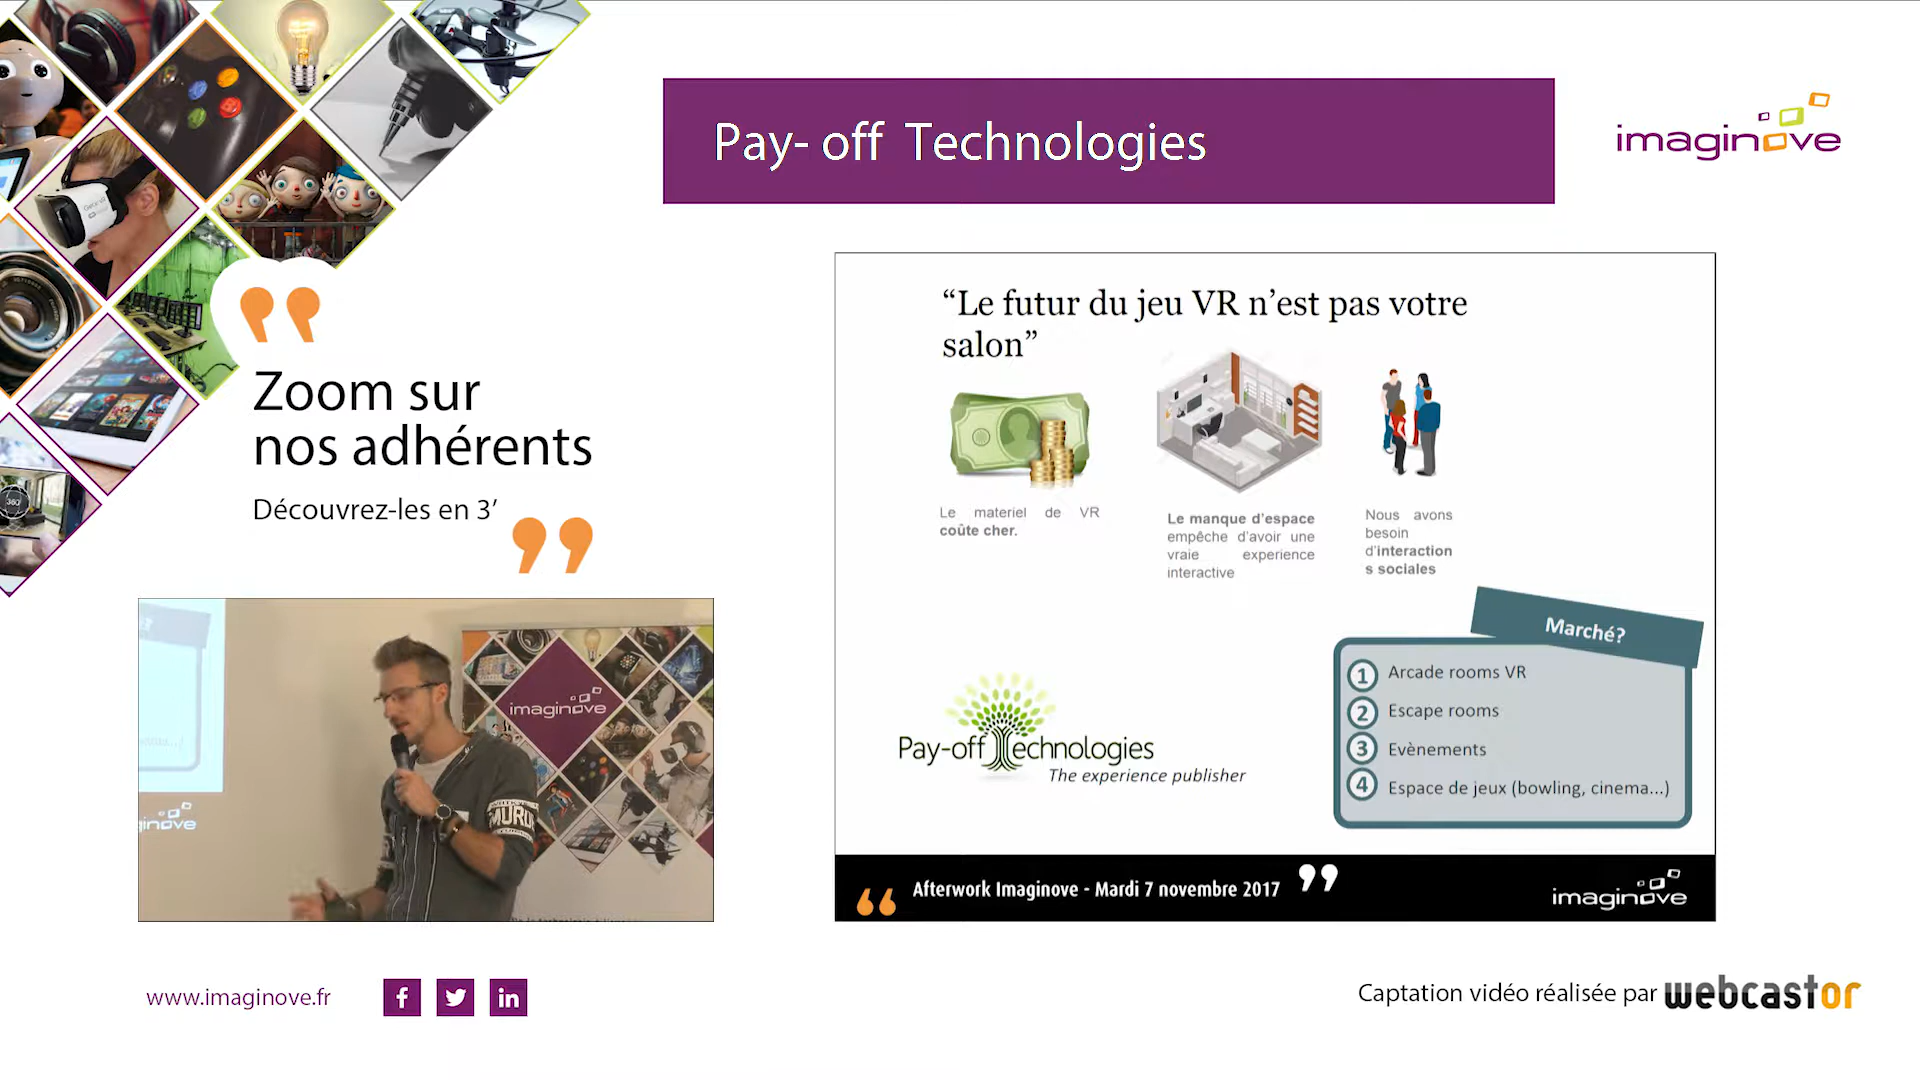 Pay- off Technologies
imaginove
Zoom sur
nos adhérents
Découvrez-les en 3’
“Le futur du jeu VR n’est pas votre
salon”
Le materiel de VR
coûte cher.
Le manque d’espace
empêche d’avoir une
vraie experience
interactive
Nous avons
besoin
d’interaction
s sociales
Marché?
1 Arcade rooms VR
2 Escape rooms
3 Evènements
4 Espace de jeux (bowling, cinema...)
Pay-off Technologies
The experience publisher
Afterwork Imaginove - Mardi 7 novembre 2017
imaginove
imaginove
MURD
inove
www.imaginove.fr
Captation vidéo réalisée par webcastor